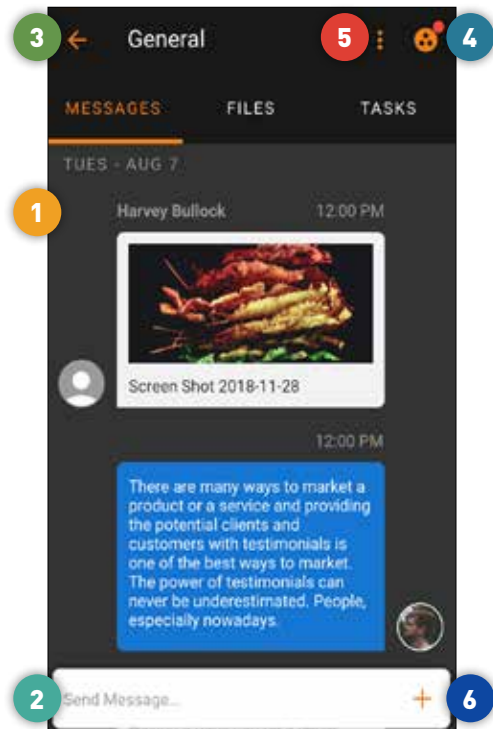 3 General 5 4
MESSAGES FILES TASKS
TUES - AUG 7
1
Harvey Bullock 12:00 PM
Screen Shot 2018-11-28
12:00 PM
There are many ways to market a
product or a service and providing
the potential clients and
customers with testimonials is
one of the best ways to market.
The power of testimonials can
never be underestimated. People,
especially nowadays.
2 Send Message... + 6